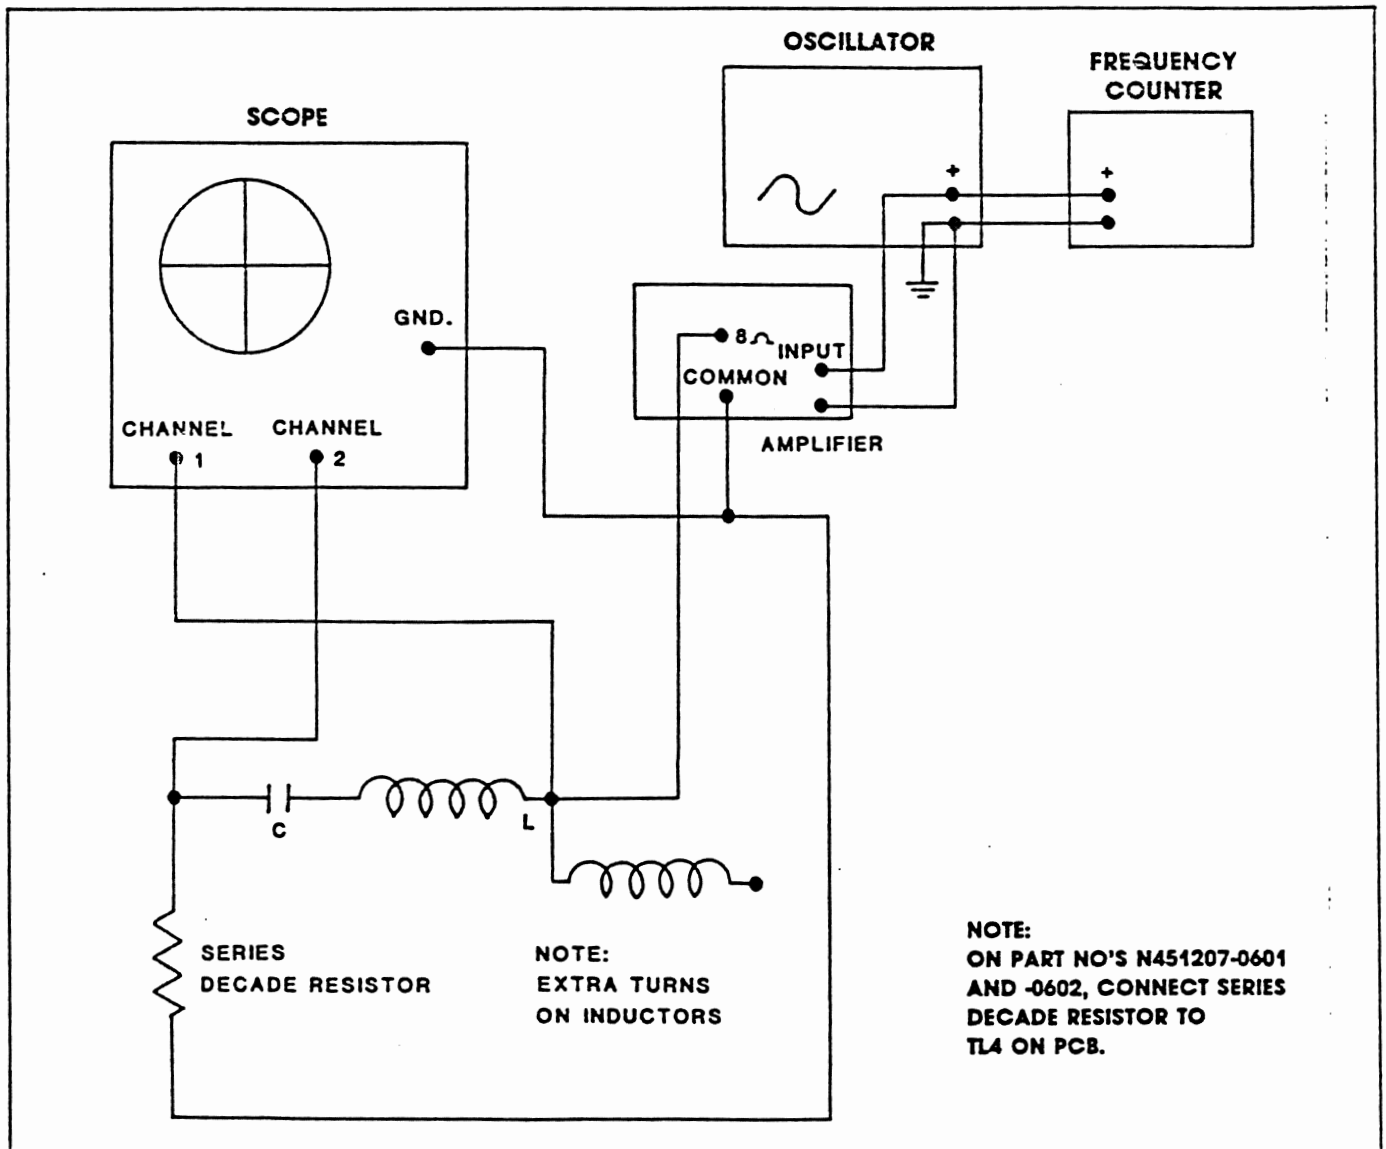 OSCILLATOR
FREQUENCY
COUNTER
SCOPE
+
+
GND.
8Ω
INPUT
COMMON
CHANNEL
1
CHANNEL
2
AMPLIFIER
C
L
SERIES
DECADE RESISTOR
NOTE:
EXTRA TURNS
ON INDUCTORS
NOTE:
ON PART NO'S N451207-0601
AND -0602, CONNECT SERIES
DECADE RESISTOR TO
TL4 ON PCB.